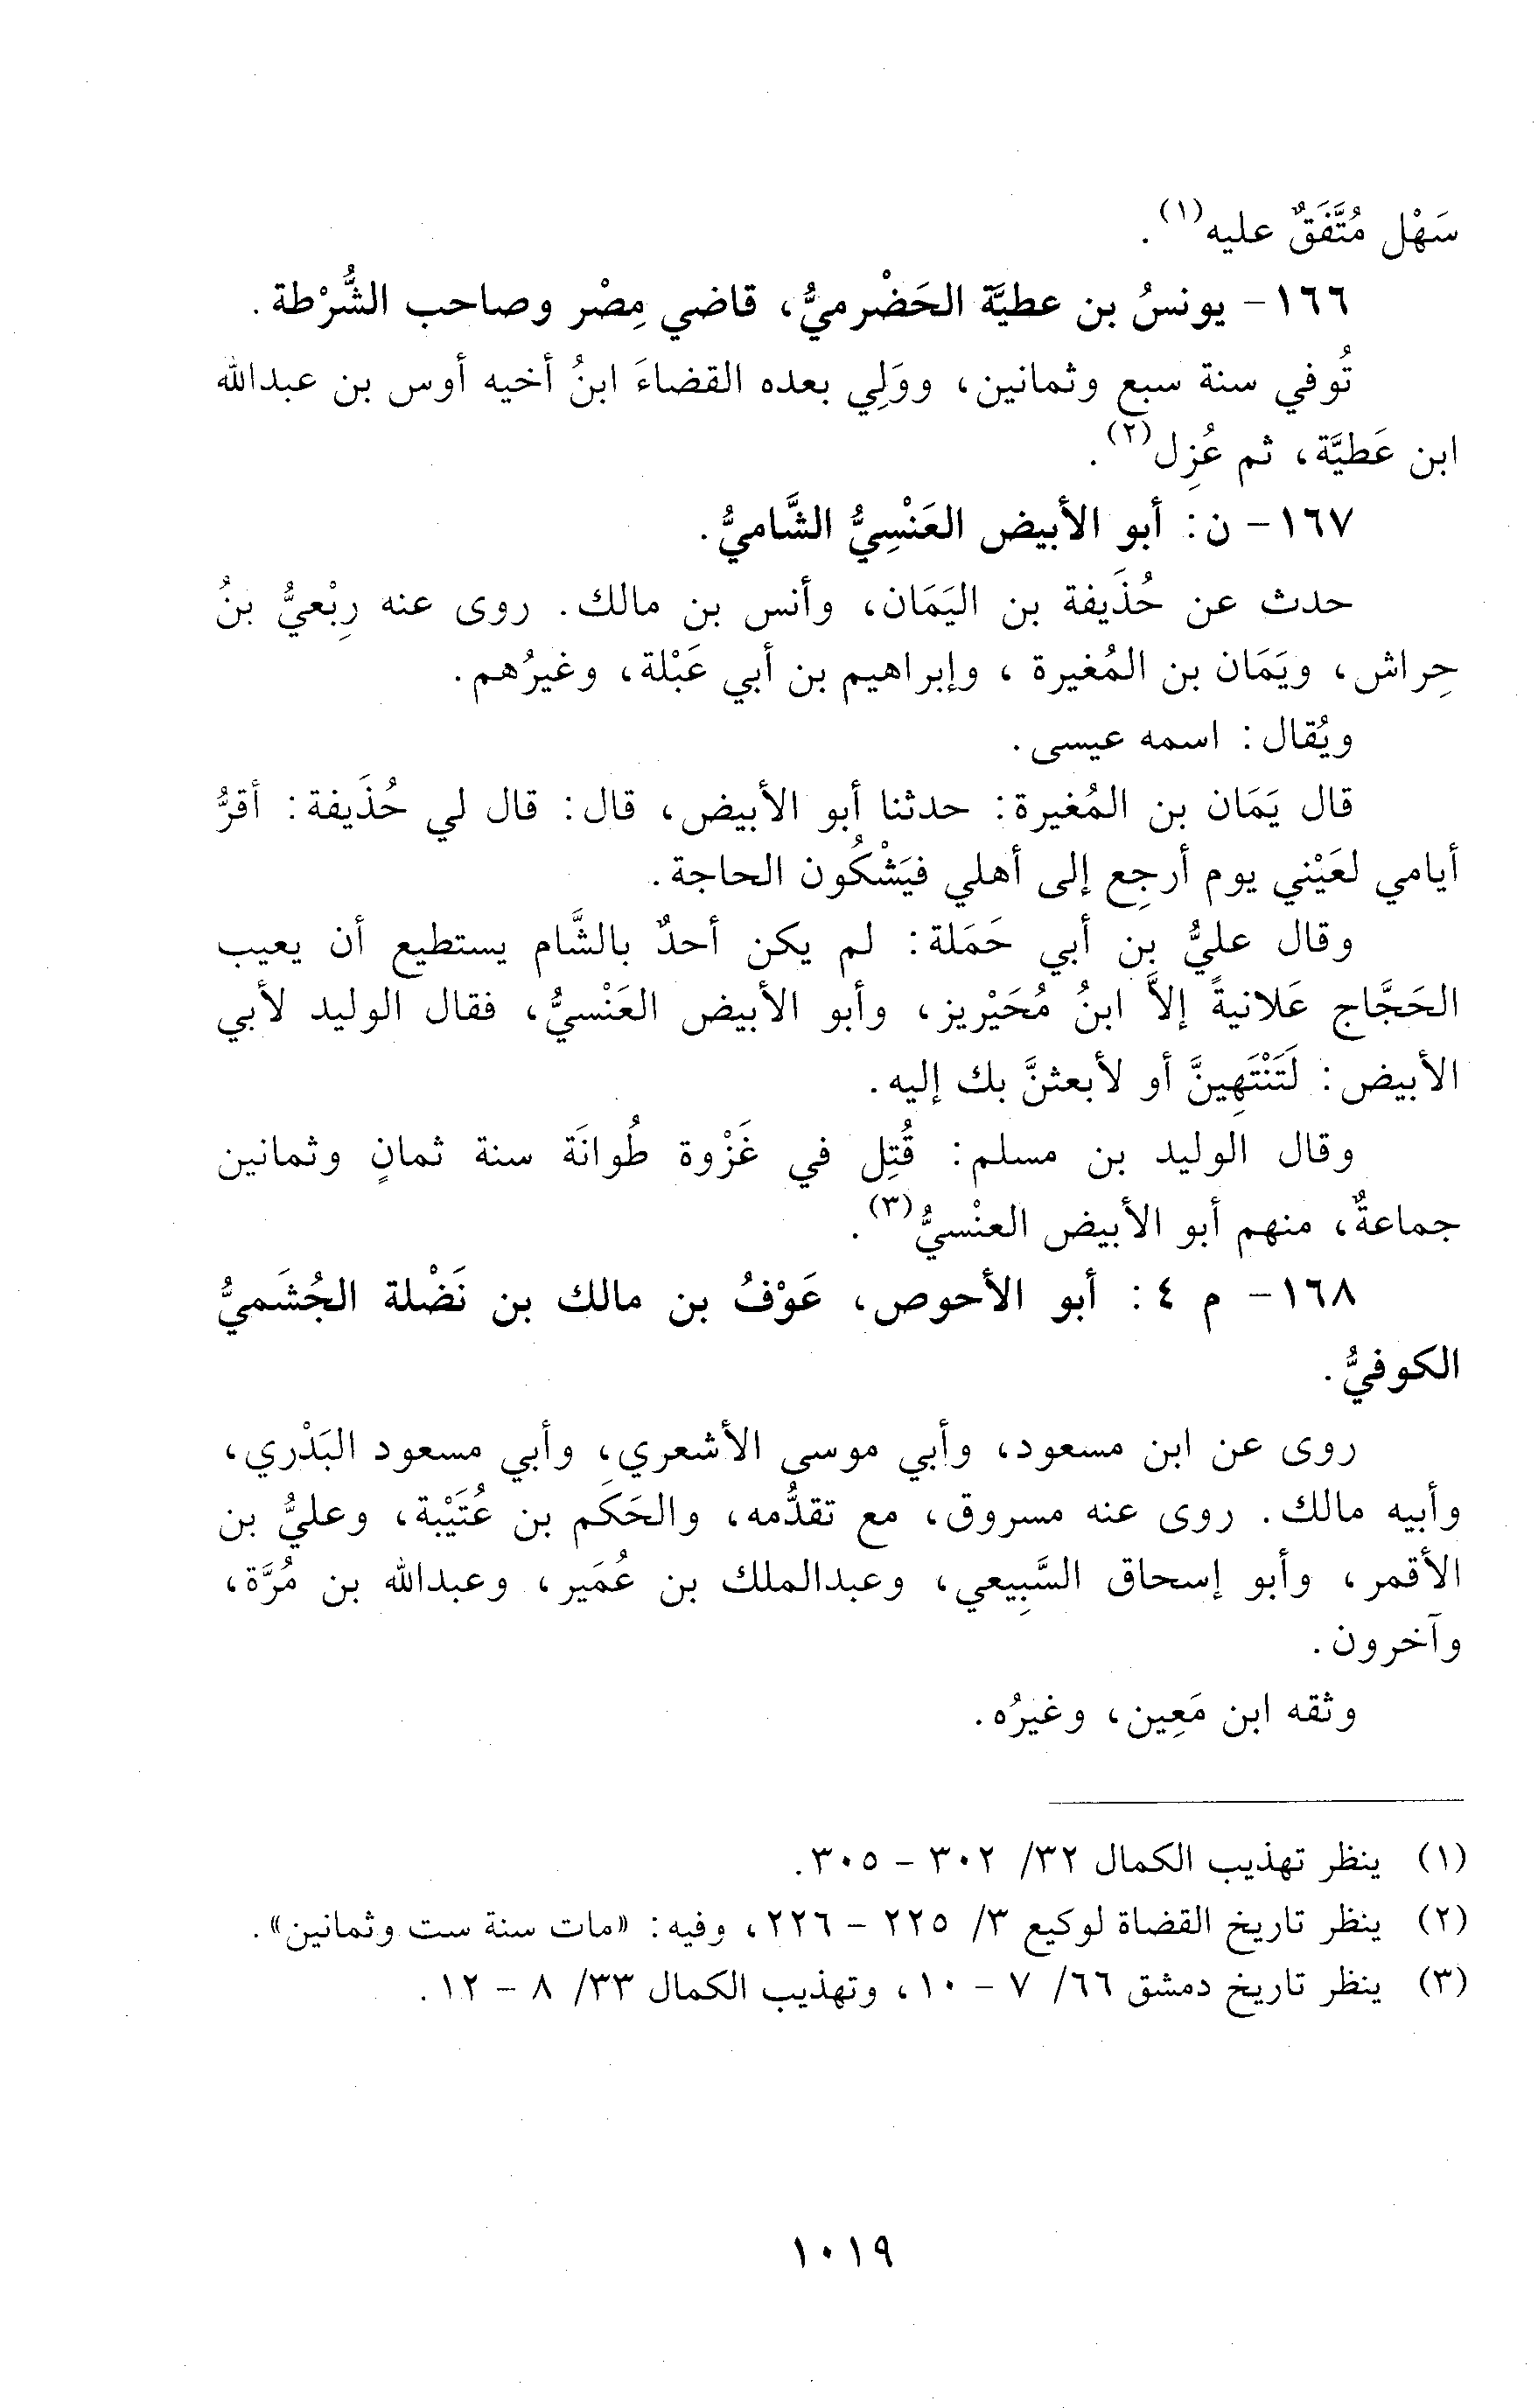 سَهْل مُتَّفَقٌ عليه(١).
١٦٦- يونسُ بن عطيَّة الحَضْرميُّ، قاضي مِصْر وصاحب الشُّرْطة.
تُوفي سنة سبع وثمانين، ووَلِي بعده القضاءَ ابنُ أخيه أوس بن عبدالله
ابن عَطيَّة، ثم عُزِل(٢).
١٦٧- ن: أبو الأبيض العَنْسِيُّ الشَّاميُّ.
حدث عن حُذَيفة بن اليَمَان، وأنس بن مالك. روى عنه رِبْعيُّ بنُ
حِراش، ويَمَان بن المُغيرة، وإبراهيم بن أبي عَبْلة، وغيرُهم.
ويُقال: اسمه عيسى.
قال يَمَان بن المُغيرة: حدثنا أبو الأبيض، قال: قال لي حُذَيفة: أقرُّ
أيامي لعَيْني يوم أرجِع إلى أهلي فيَشْكُون الحاجة.
وقال عليُّ بن أبي حَمَلة: لم يكن أحدٌ بالشَّام يستطيع أن يعيب
الحَجَّاج عَلانيةً إلاَّ ابنُ مُحَيْريز، وأبو الأبيض العَنْسيُّ، فقال الوليد لأبي
الأبيض: لَتَنْتَهِينَّ أو لأبعثنَّ بك إليه.
وقال الوليد بن مسلم: قُتِل في غَزْوة طُوانَة سنة ثمانٍ وثمانين
جماعةٌ، منهم أبو الأبيض العنْسيُّ(٣).
١٦٨- م ٤: أبو الأحوص، عَوْفُ بن مالك بن نَضْلة الجُشَميُّ
الكوفيُّ.
روى عن ابن مسعود، وأبي موسى الأشعري، وأبي مسعود البَدْري،
وأبيه مالك. روى عنه مسروق، مع تقدُّمه، والحَكَم بن عُتَيْبة، وعليُّ بن
الأقمر، وأبو إسحاق السَّبِيعي، وعبدالملك بن عُمَير، وعبدالله بن مُرَّة،
وآخرون.
وثقه ابن مَعِين، وغيرُه.
(١) ينظر تهذيب الكمال ٣٢/ ٣٠٢ - ٣٠٥.
(٢) ينظر تاريخ القضاة لوكيع ٣/ ٢٢٥ - ٢٢٦، وفيه: «مات سنة ست وثمانين».
(٣) ينظر تاريخ دمشق ٦٦/ ٧ - ١٠، وتهذيب الكمال ٣٣/ ٨ - ١٢.
١٠١٩